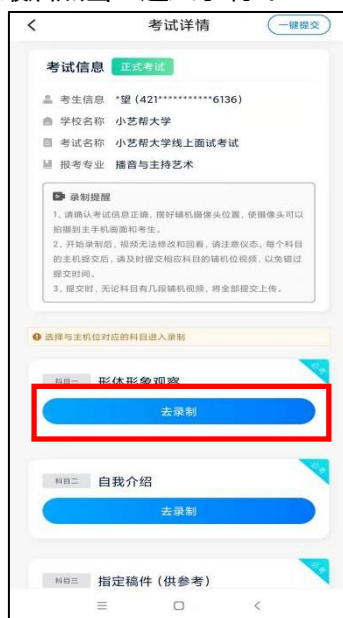 考试详情
一键提交
考试信息 正式考试
考生信息 *望 (421***********6136)
学校名称 小艺帮大学
考试名称 小艺帮大学线上面试考试
报考专业 播音与主持艺术
录制提醒
1, 请确认考试信息正确, 摆好辅机摄像头位置, 使摄像头可以
拍摄到主手机画面和考生。
2, 开始录制后, 视频无法修改和回看, 请注意仪态, 每个科目
的主机提交后, 请及时提交相应科目的辅机位视频, 以免错过
提交时间。
3, 提交时, 无论科目有几段辅机视频, 将全部提交上传。
选择与主机位对应的科目进入录制
科目一 形体形象观察
必考
去录制
科目二 自我介绍
必考
去录制
科目三 指定稿件 (供参考)
必考